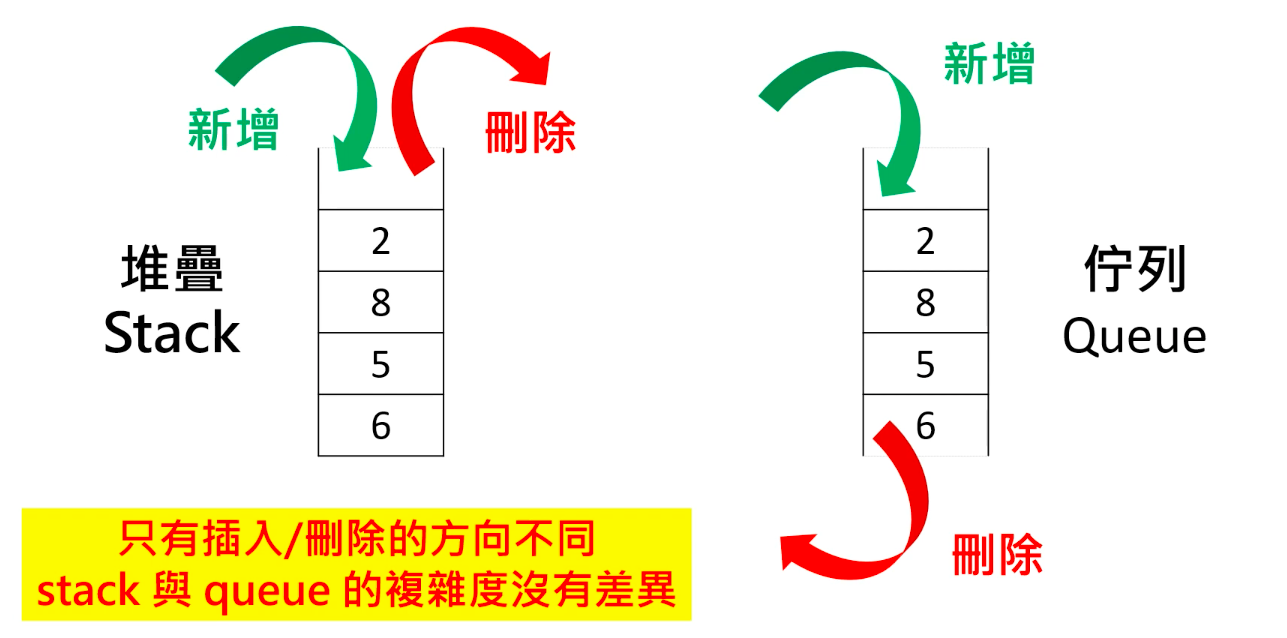 新增
刪除
堆疊
Stack
2
8
5
6
新增
2
8
5
6
佇列
Queue
刪除
只有插入/刪除的方向不同
stack 與 queue 的複雜度沒有差異